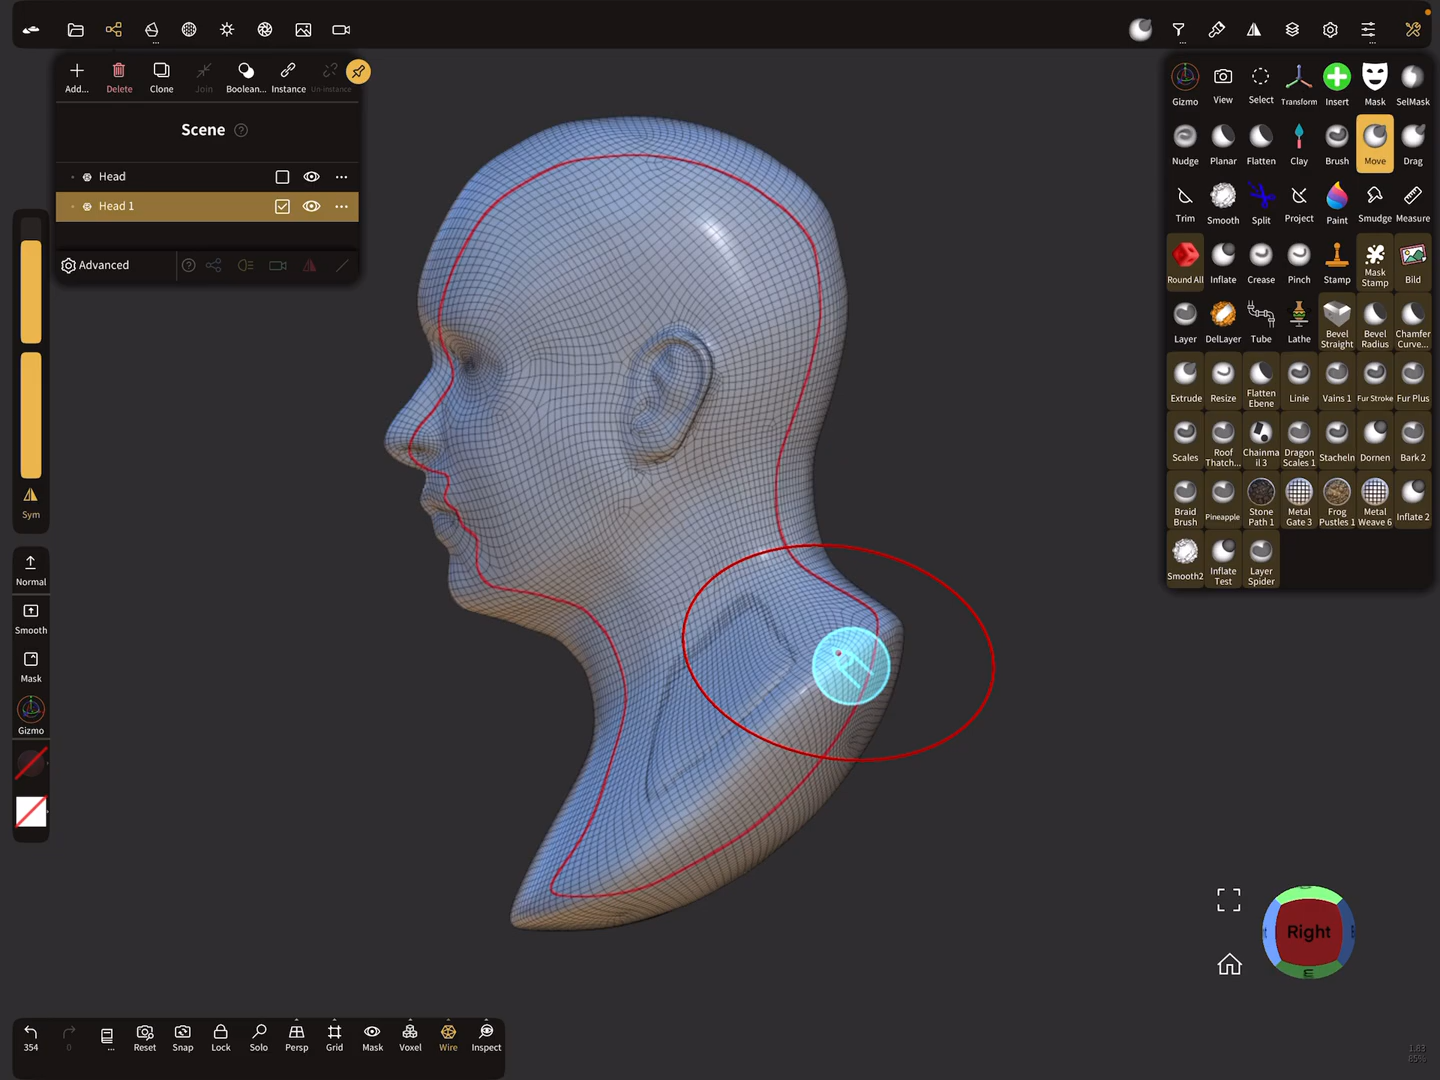 Add...
Delete
Clone
Join
Boolean...
Instance
Un-instance
Scene
?
Head
Head 1
Advanced
?
Sym
Normal
Smooth
Mask
Gizmo
Gizmo View Select Transform Insert Mask SelMask
Nudge Planar Flatten Clay Brush Move Drag
Trim Smooth Split Project Paint Smudge Measure
Round All Inflate Crease Pinch Stamp Mask Stamp Bild
Layer DelLayer Tube Lathe Bevel Straight Bevel Radius Chamfer Curve...
Extrude Resize Flatten Ebene Linie Vains 1 Fur Stroke Fur Plus
Scales Roof Thatch... Chainmail 3 Dragon Scales 1 Stacheln Dornen Bark 2
Braid Brush Pineapple Stone Path 1 Metal Gate 3 Frog Pustles 1 Metal Weave 6 Inflate 2
Smooth2 Inflate Test Layer Spider
Right
354
0
...
Reset
Snap
Lock
Solo
Persp
Grid
Mask
Voxel
Wire
Inspect
1.83
85%